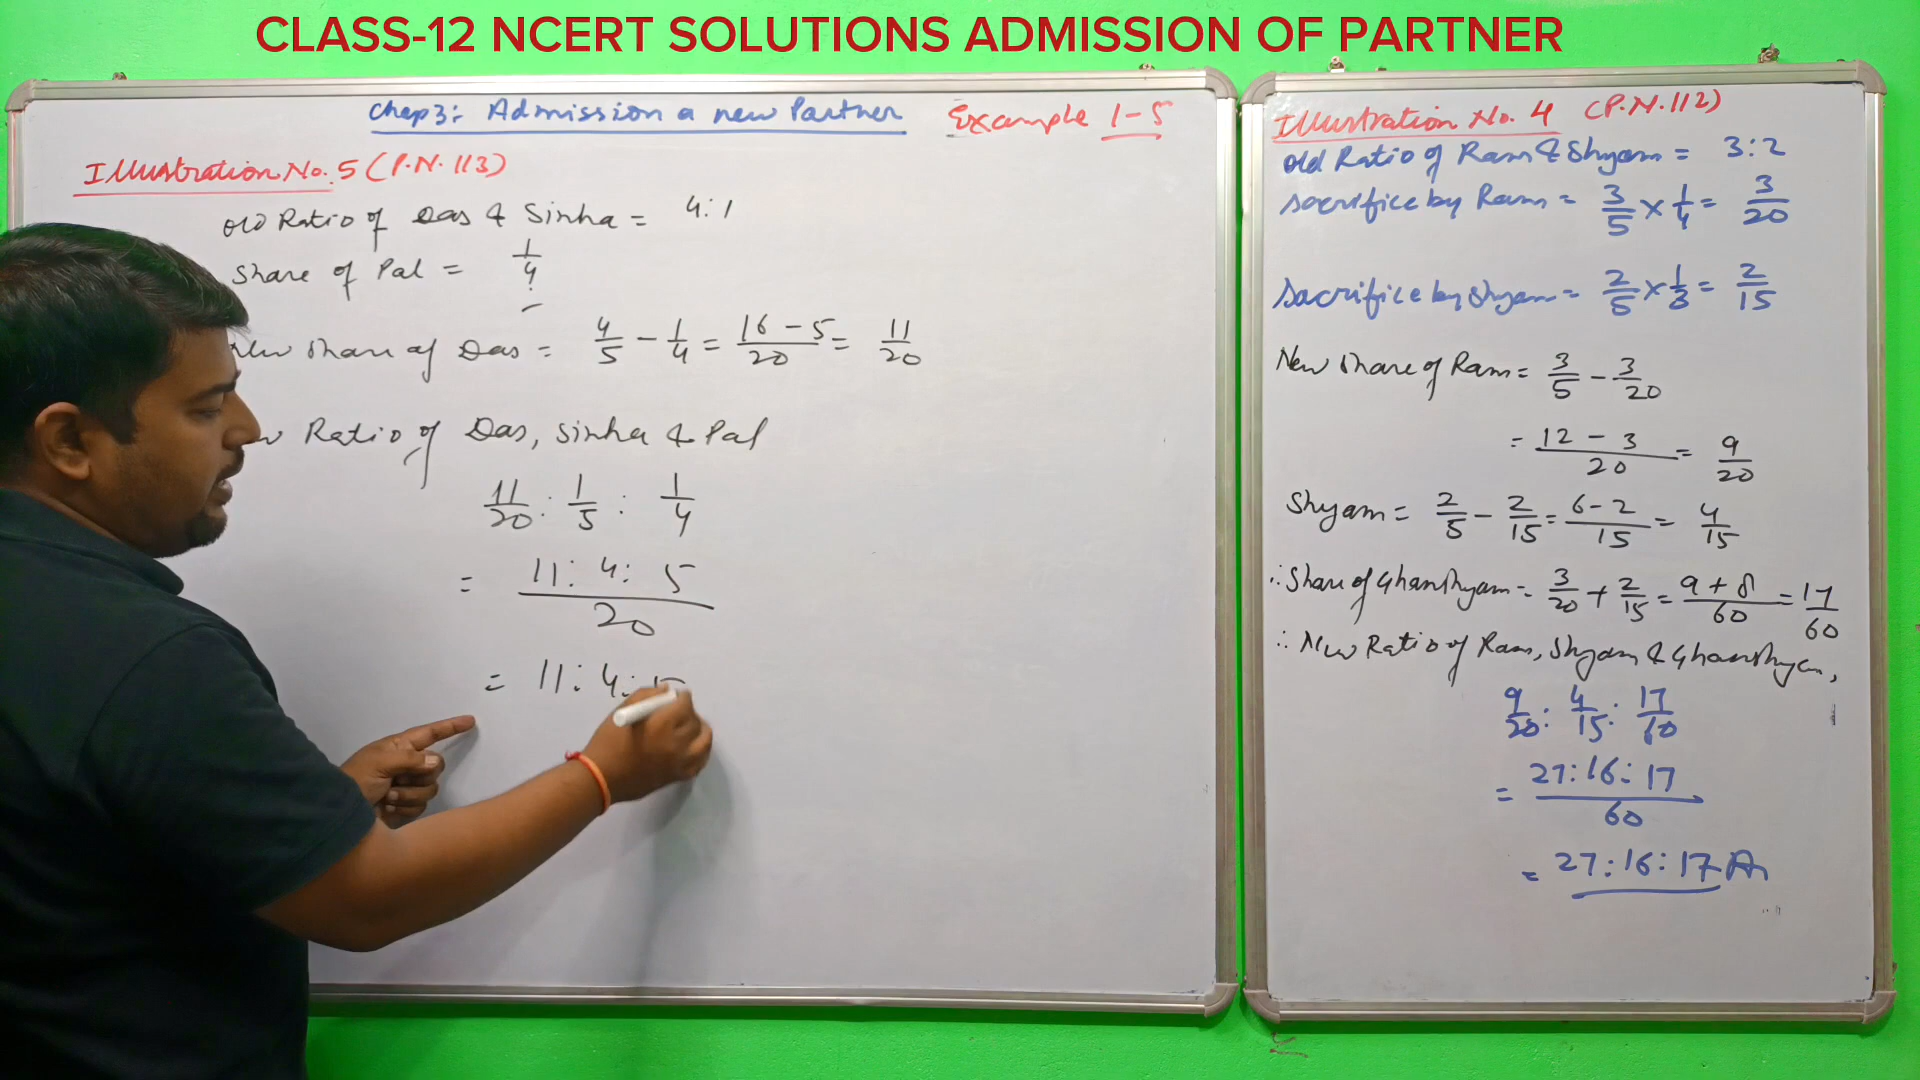 CLASS-12 NCERT SOLUTIONS ADMISSION OF PARTNER
Chap 3: Admission a new Partner
Example 1-5
Illustration No. 5 (P.N. 113)
Old Ratio of Das & Sinha = 4:1
Share of Pal = 1/4
New share of Das = 4/5 - 1/4 = 16-5/20 = 11/20
w Ratio of Das, Sinha & Pal
11/20 : 1/5 : 1/4
= 11:4:5/20
= 11:4:
Illustration No. 4 (P.N. 112)
Old Ratio of Ram & Shyam = 3:2
Sacrifice by Ram = 3/5 × 1/4 = 3/20
Sacrifice by Shyam = 2/5 × 1/3 = 2/15
New share of Ram = 3/5 - 3/20
= 12-3/20 = 9/20
Shyam = 2/5 - 2/15 = 6-2/15 = 4/15
∴ Share of Ghanshyam = 3/20 + 2/15 = 9+8/60 = 17/60
∴ New Ratio of Ram, Shyam & Ghanshyam,
9/20 : 4/15 : 17/60
= 27:16:17/60
= 27:16:17